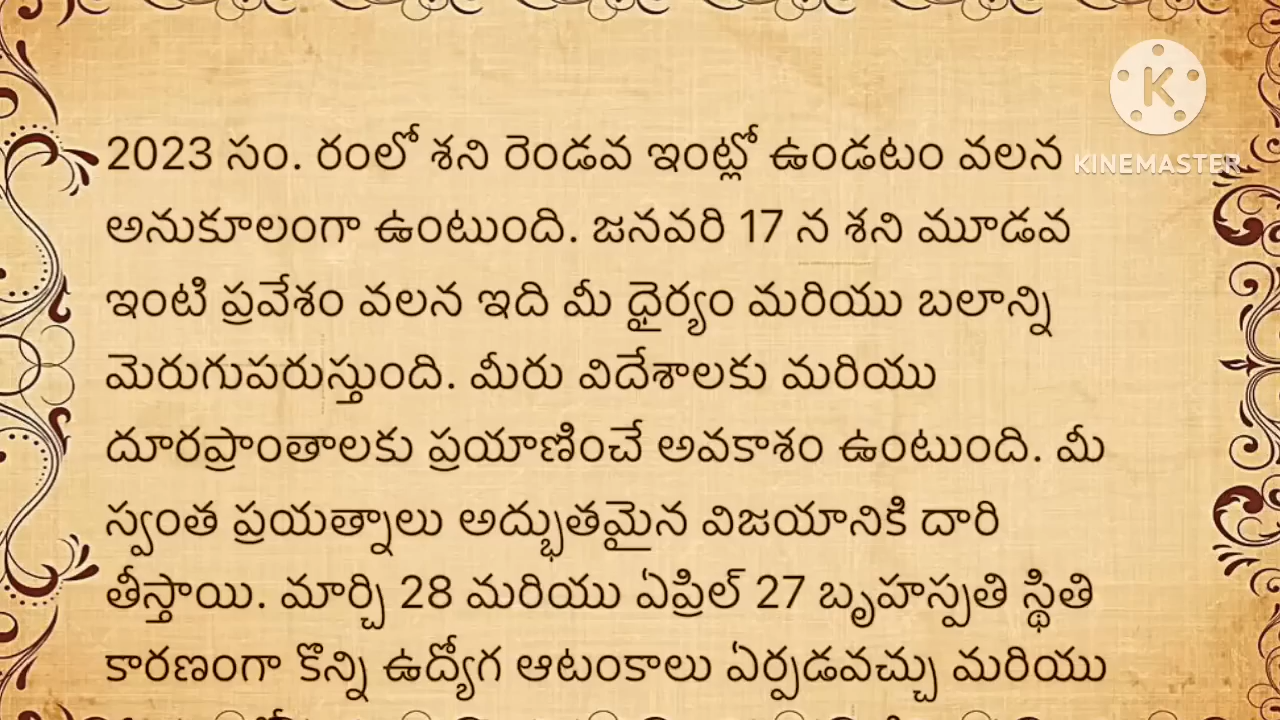 2023 సం. రంలో శని రెండవ ఇంట్లో ఉండటం వలన
KINEMASTER
అనుకూలంగా ఉంటుంది. జనవరి 17 న శని మూడవ
ఇంటి ప్రవేశం వలన ఇది మీ ధైర్యం మరియు బలాన్ని
మెరుగుపరుస్తుంది. మీరు విదేశాలకు మరియు
దూరప్రాంతాలకు ప్రయాణించే అవకాశం ఉంటుంది. మీ
స్వంత ప్రయత్నాలు అద్భుతమైన విజయానికి దారి
తీస్తాయి. మార్చి 28 మరియు ఏప్రిల్ 27 బృహస్పతి స్థితి
కారణంగా కొన్ని ఉద్యోగ ఆటంకాలు ఏర్పడవచ్చు మరియు